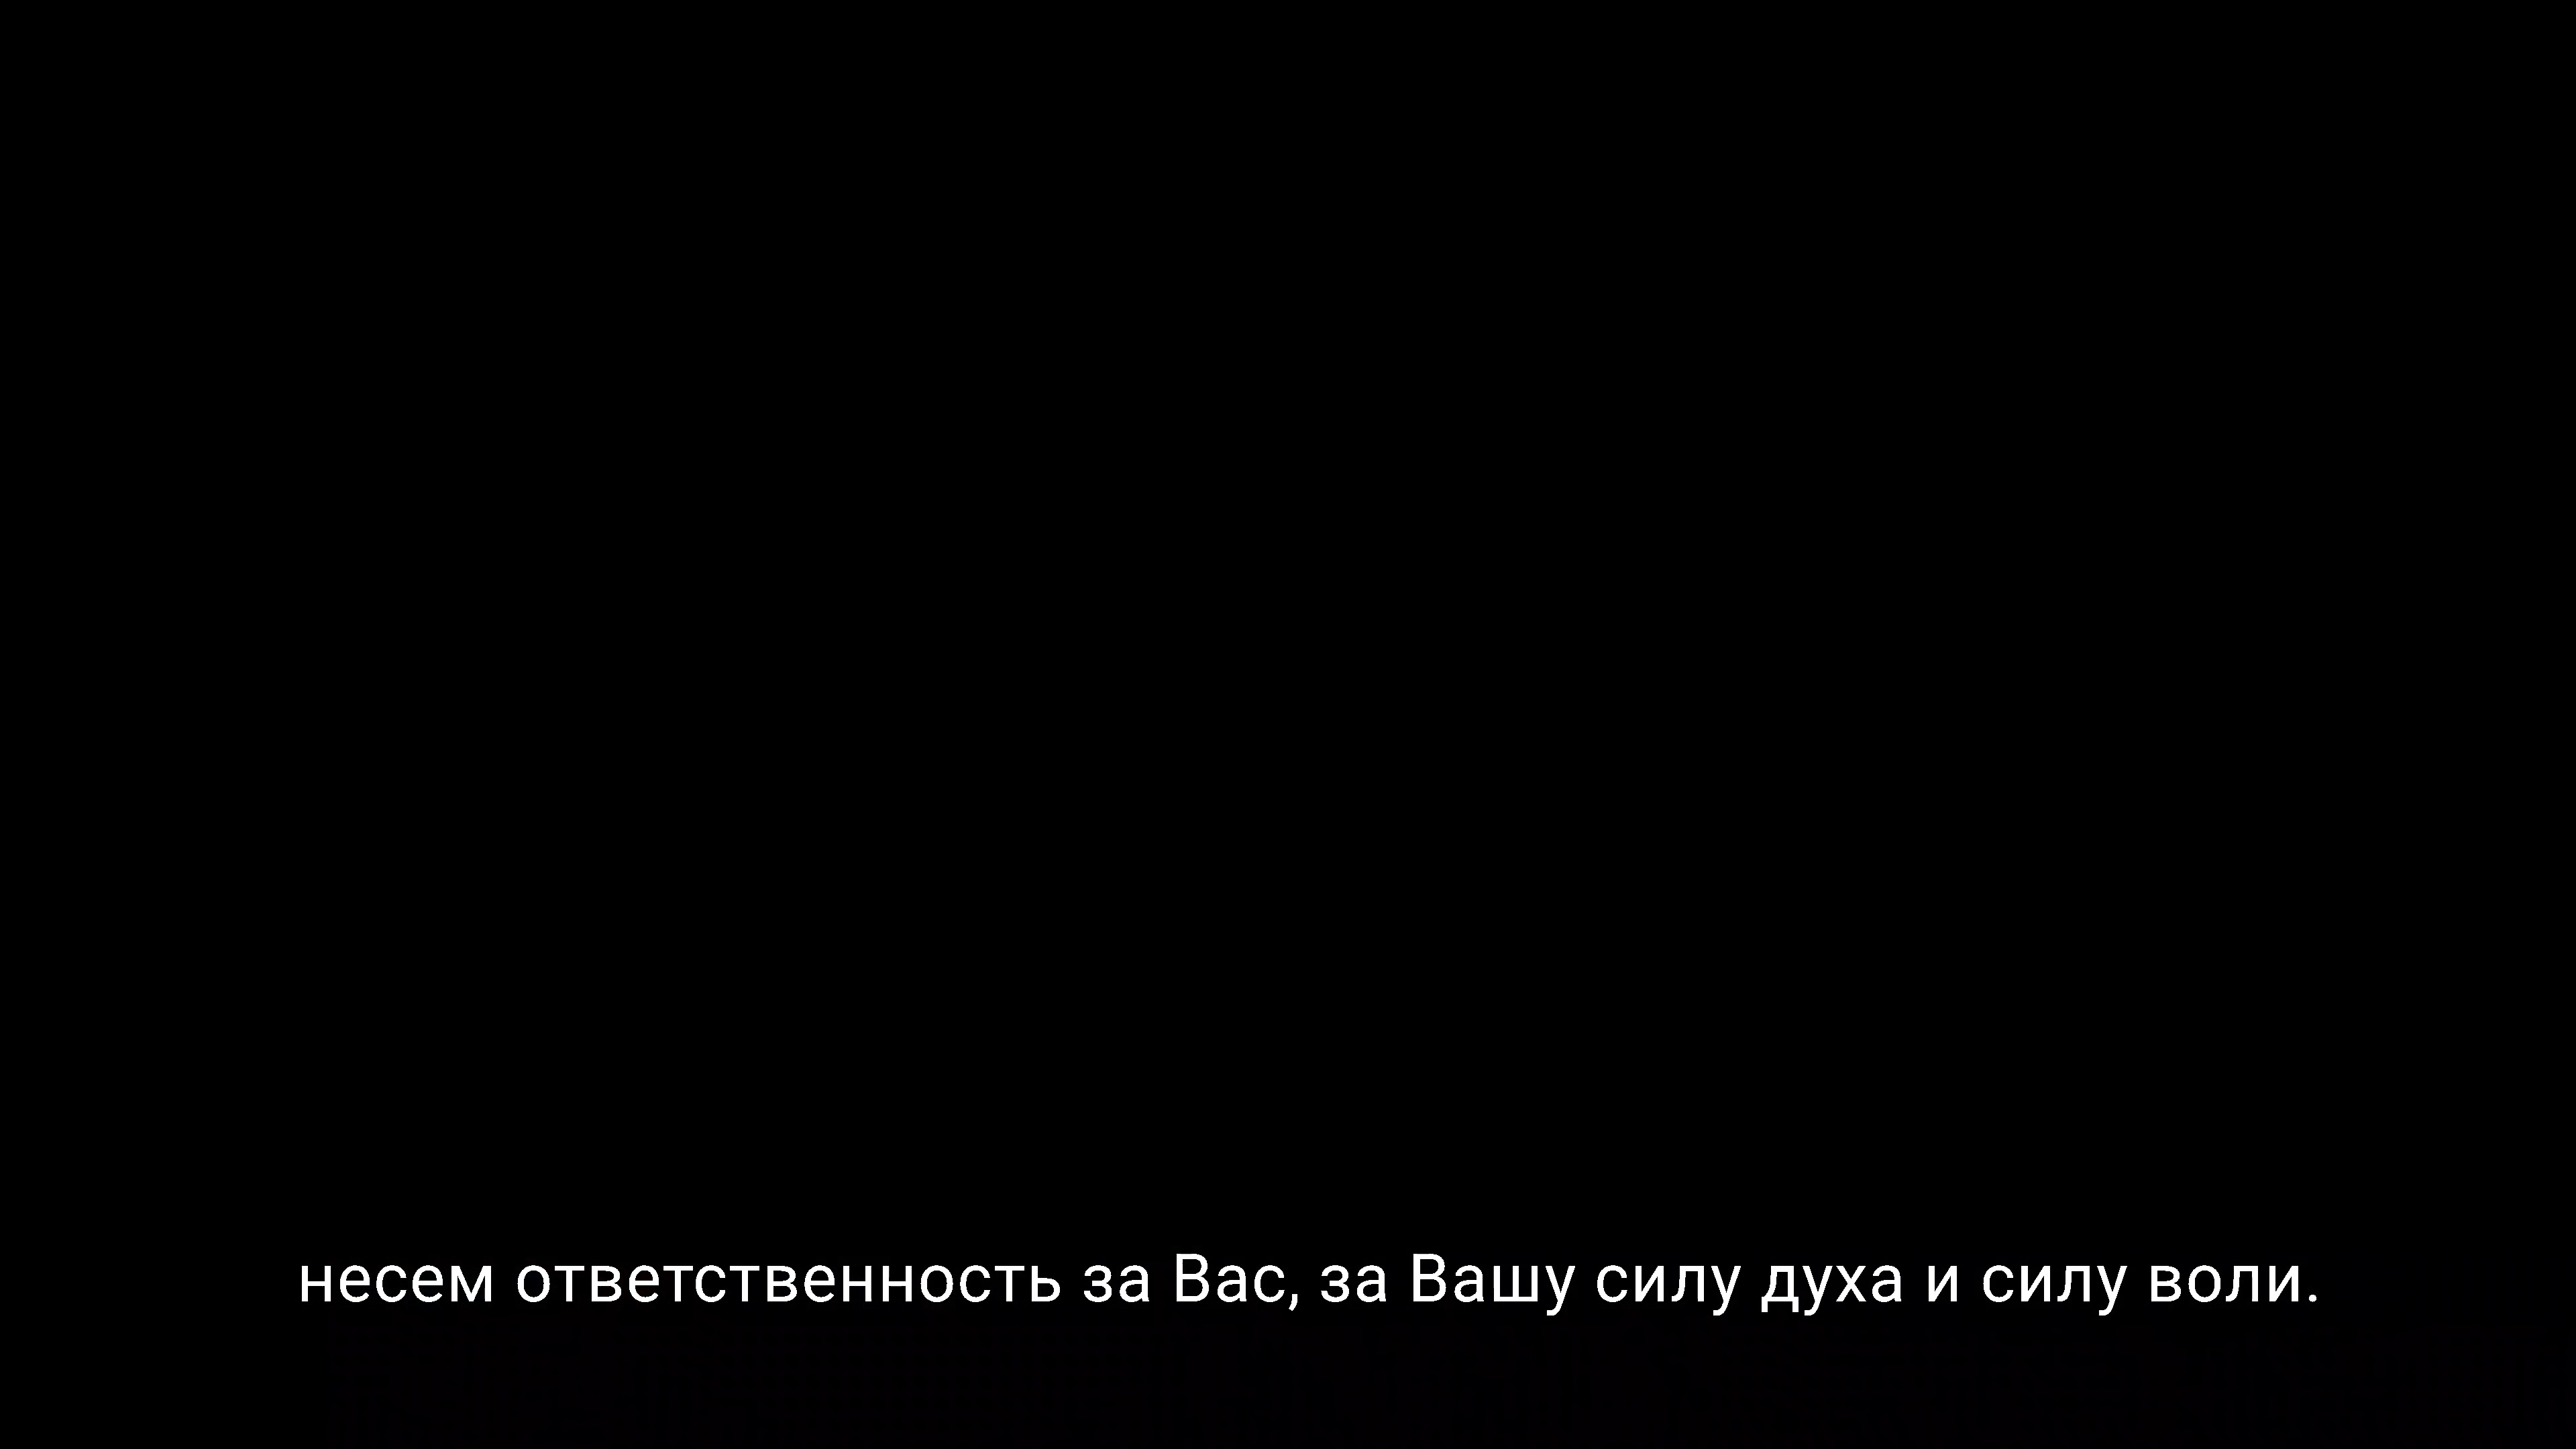 несем ответственность за Вас, за Вашу силу духа и силу воли.